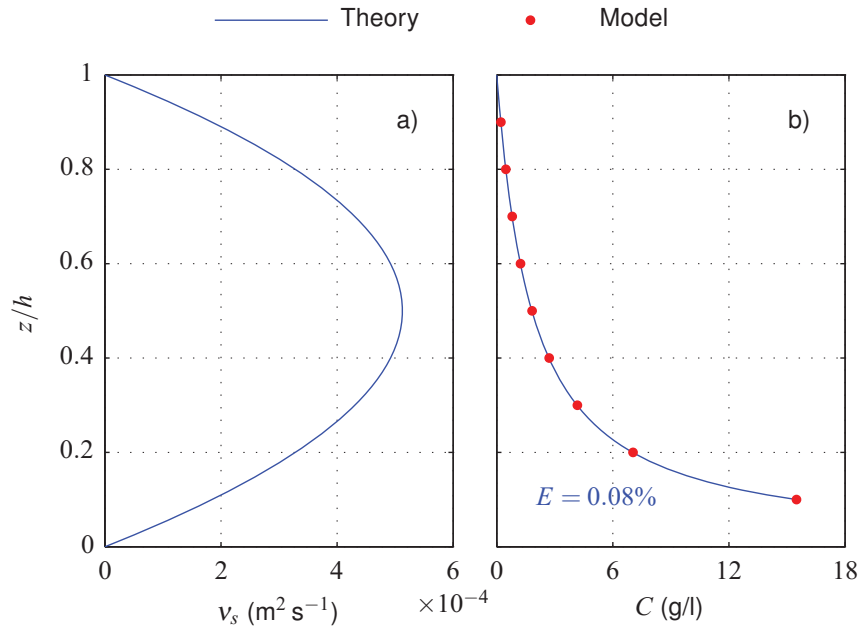 Theory Model
a) b)
1
0.8
0.6
0.4
0.2
0
z/h
E = 0.08%
0 2 4 6 0 6 12 18
×10⁻⁴
νₛ (m² s⁻¹) C (g/l)